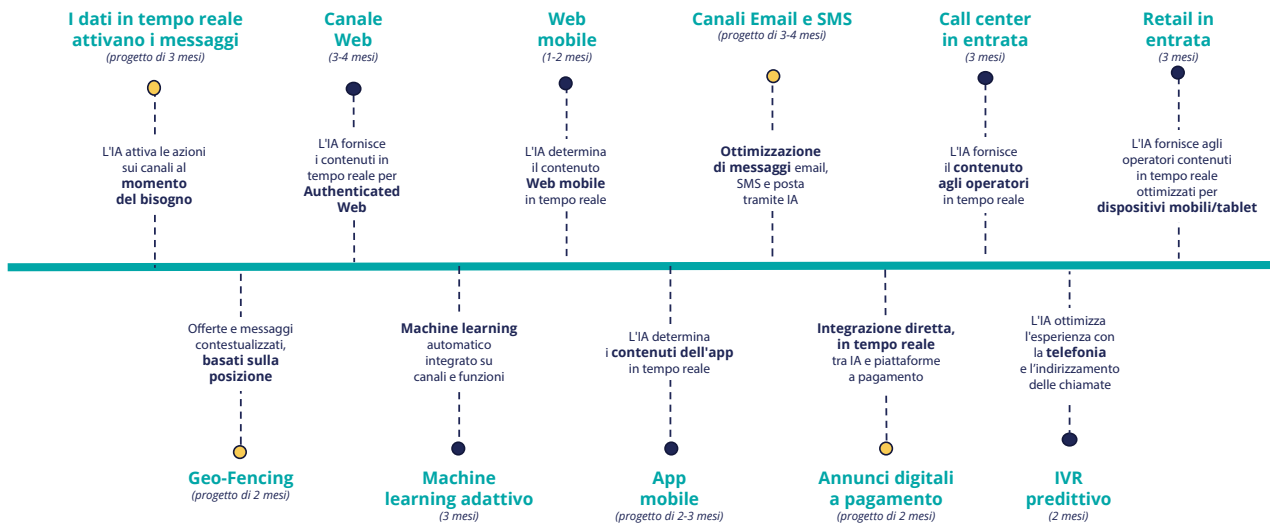 I dati in tempo reale
attivano i messaggi
(progetto di 3 mesi)
L'IA attiva le azioni
sui canali al
momento
del bisogno
Canale
Web
(3-4 mesi)
L'IA fornisce
i contenuti in
tempo reale per
Authenticated
Web
Web
mobile
(1-2 mesi)
L'IA determina
il contenuto
Web mobile
in tempo reale
Canali Email e SMS
(progetto di 3-4 mesi)
Ottimizzazione
di messaggi email,
SMS e posta
tramite IA
Call center
in entrata
(3 mesi)
L'IA fornisce
il contenuto
agli operatori
in tempo reale
Retail in
entrata
(3 mesi)
L'IA fornisce agli
operatori contenuti
in tempo reale
ottimizzati per
dispositivi mobili/tablet
Offerte e messaggi
contestualizzati,
basati sulla
posizione
Geo-Fencing
(progetto di 2 mesi)
Machine learning
automatico
integrato su
canali e funzioni
Machine
learning adattivo
(3 mesi)
L'IA determina
i contenuti dell'app
in tempo reale
App
mobile
(progetto di 2-3 mesi)
Integrazione diretta,
in tempo reale
tra IA e piattaforme
a pagamento
Annunci digitali
a pagamento
(progetto di 2 mesi)
L'IA ottimizza
l'esperienza con
la telefonia
e l’indirizzamento
delle chiamate
IVR
predittivo
(2 mesi)